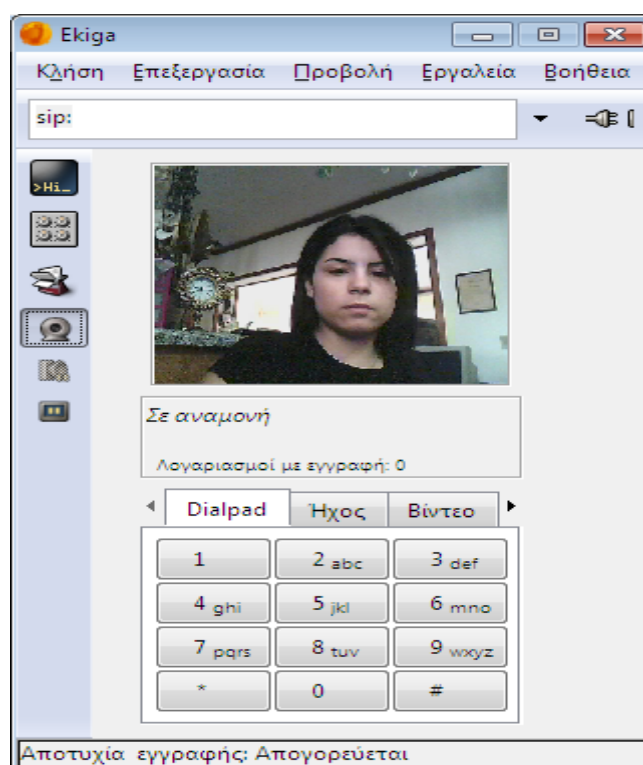 Ekiga
Κλήση Επεξεργασία Προβολή Εργαλεία Βοήθεια
sip:
>Hi_
Σε αναμονή
Λογαριασμοί με εγγραφή: 0
Dialpad Ήχος Βίντεο
1 2 abc 3 def
4 ghi 5 jkl 6 mno
7 pqrs 8 tuv 9 wxyz
* 0 #
Αποτυχία εγγραφής: Απαγορεύεται